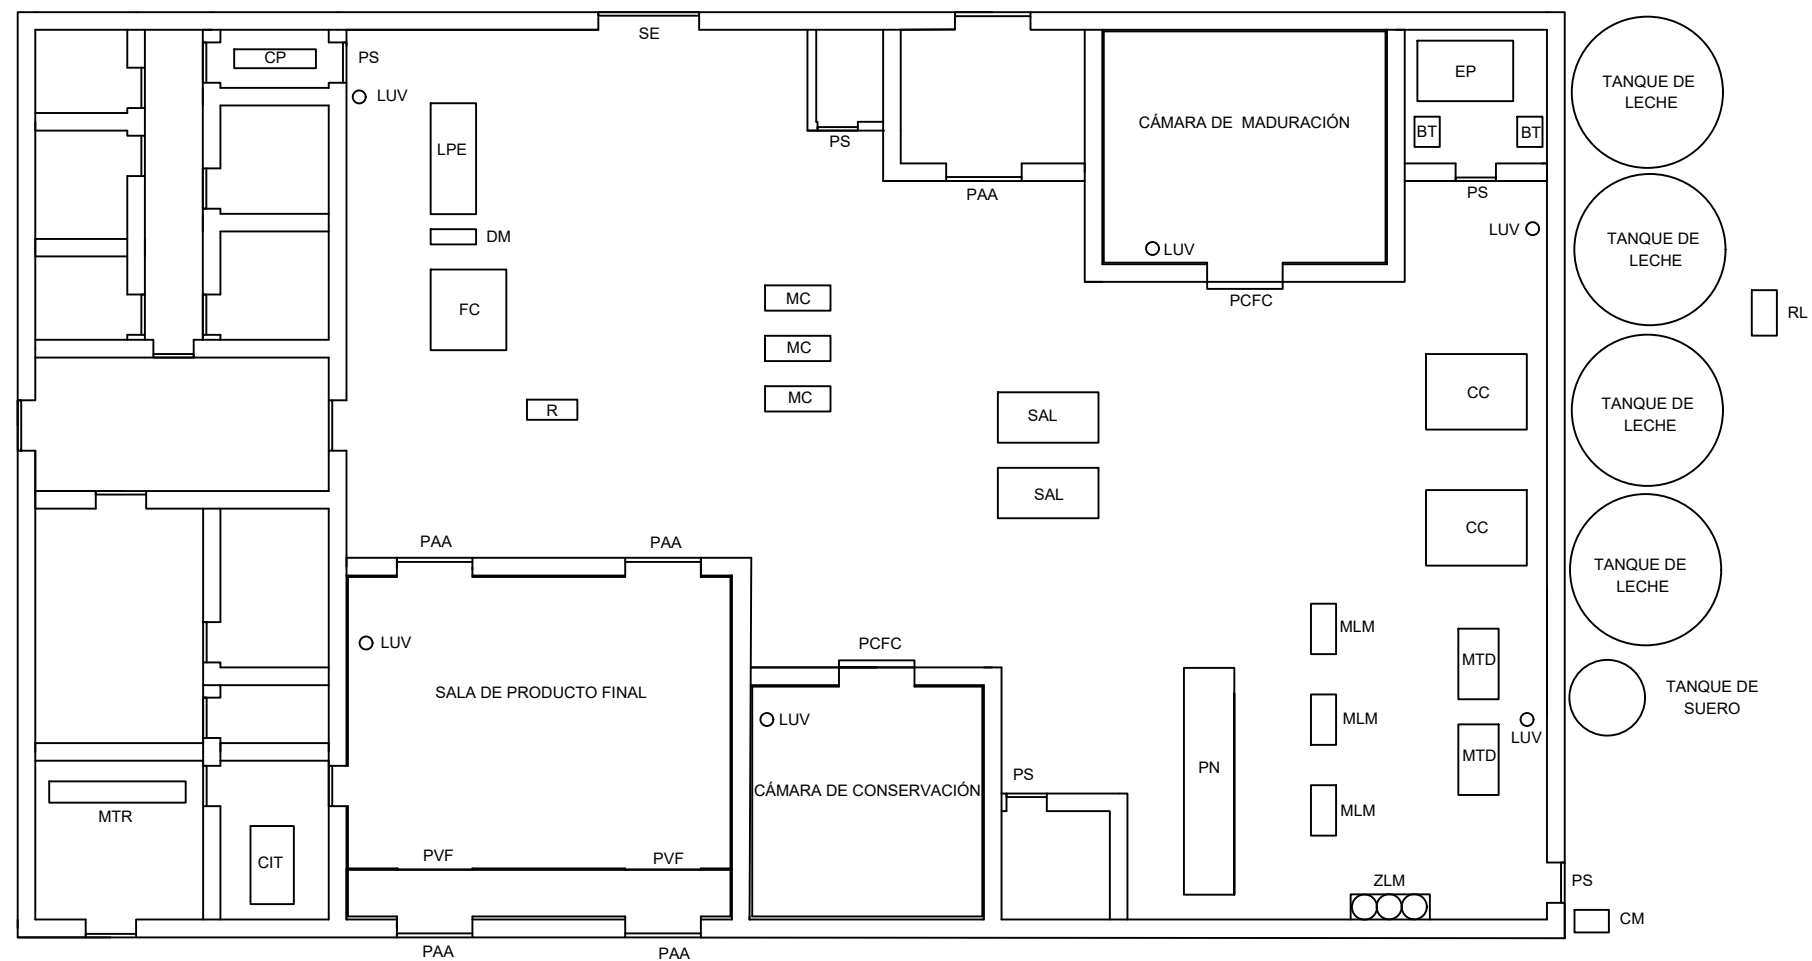 SE
CP
PS
LUV
LPE
DM
FC
R
PS
PAA
CÁMARA DE MADURACIÓN
LUV
PCFC
EP
BT
BT
PS
LUV
TANQUE DE
LECHE
TANQUE DE
LECHE
RL
TANQUE DE
LECHE
TANQUE DE
LECHE
TANQUE DE
SUERO
MC
MC
MC
SAL
SAL
CC
CC
PAA
PAA
LUV
SALA DE PRODUCTO FINAL
PVF
PVF
PAA
PAA
PCFC
LUV
CÁMARA DE CONSERVACIÓN
PS
PN
MLM
MLM
MLM
MTD
MTD
LUV
ZLM
PS
CM
MTR
CIT